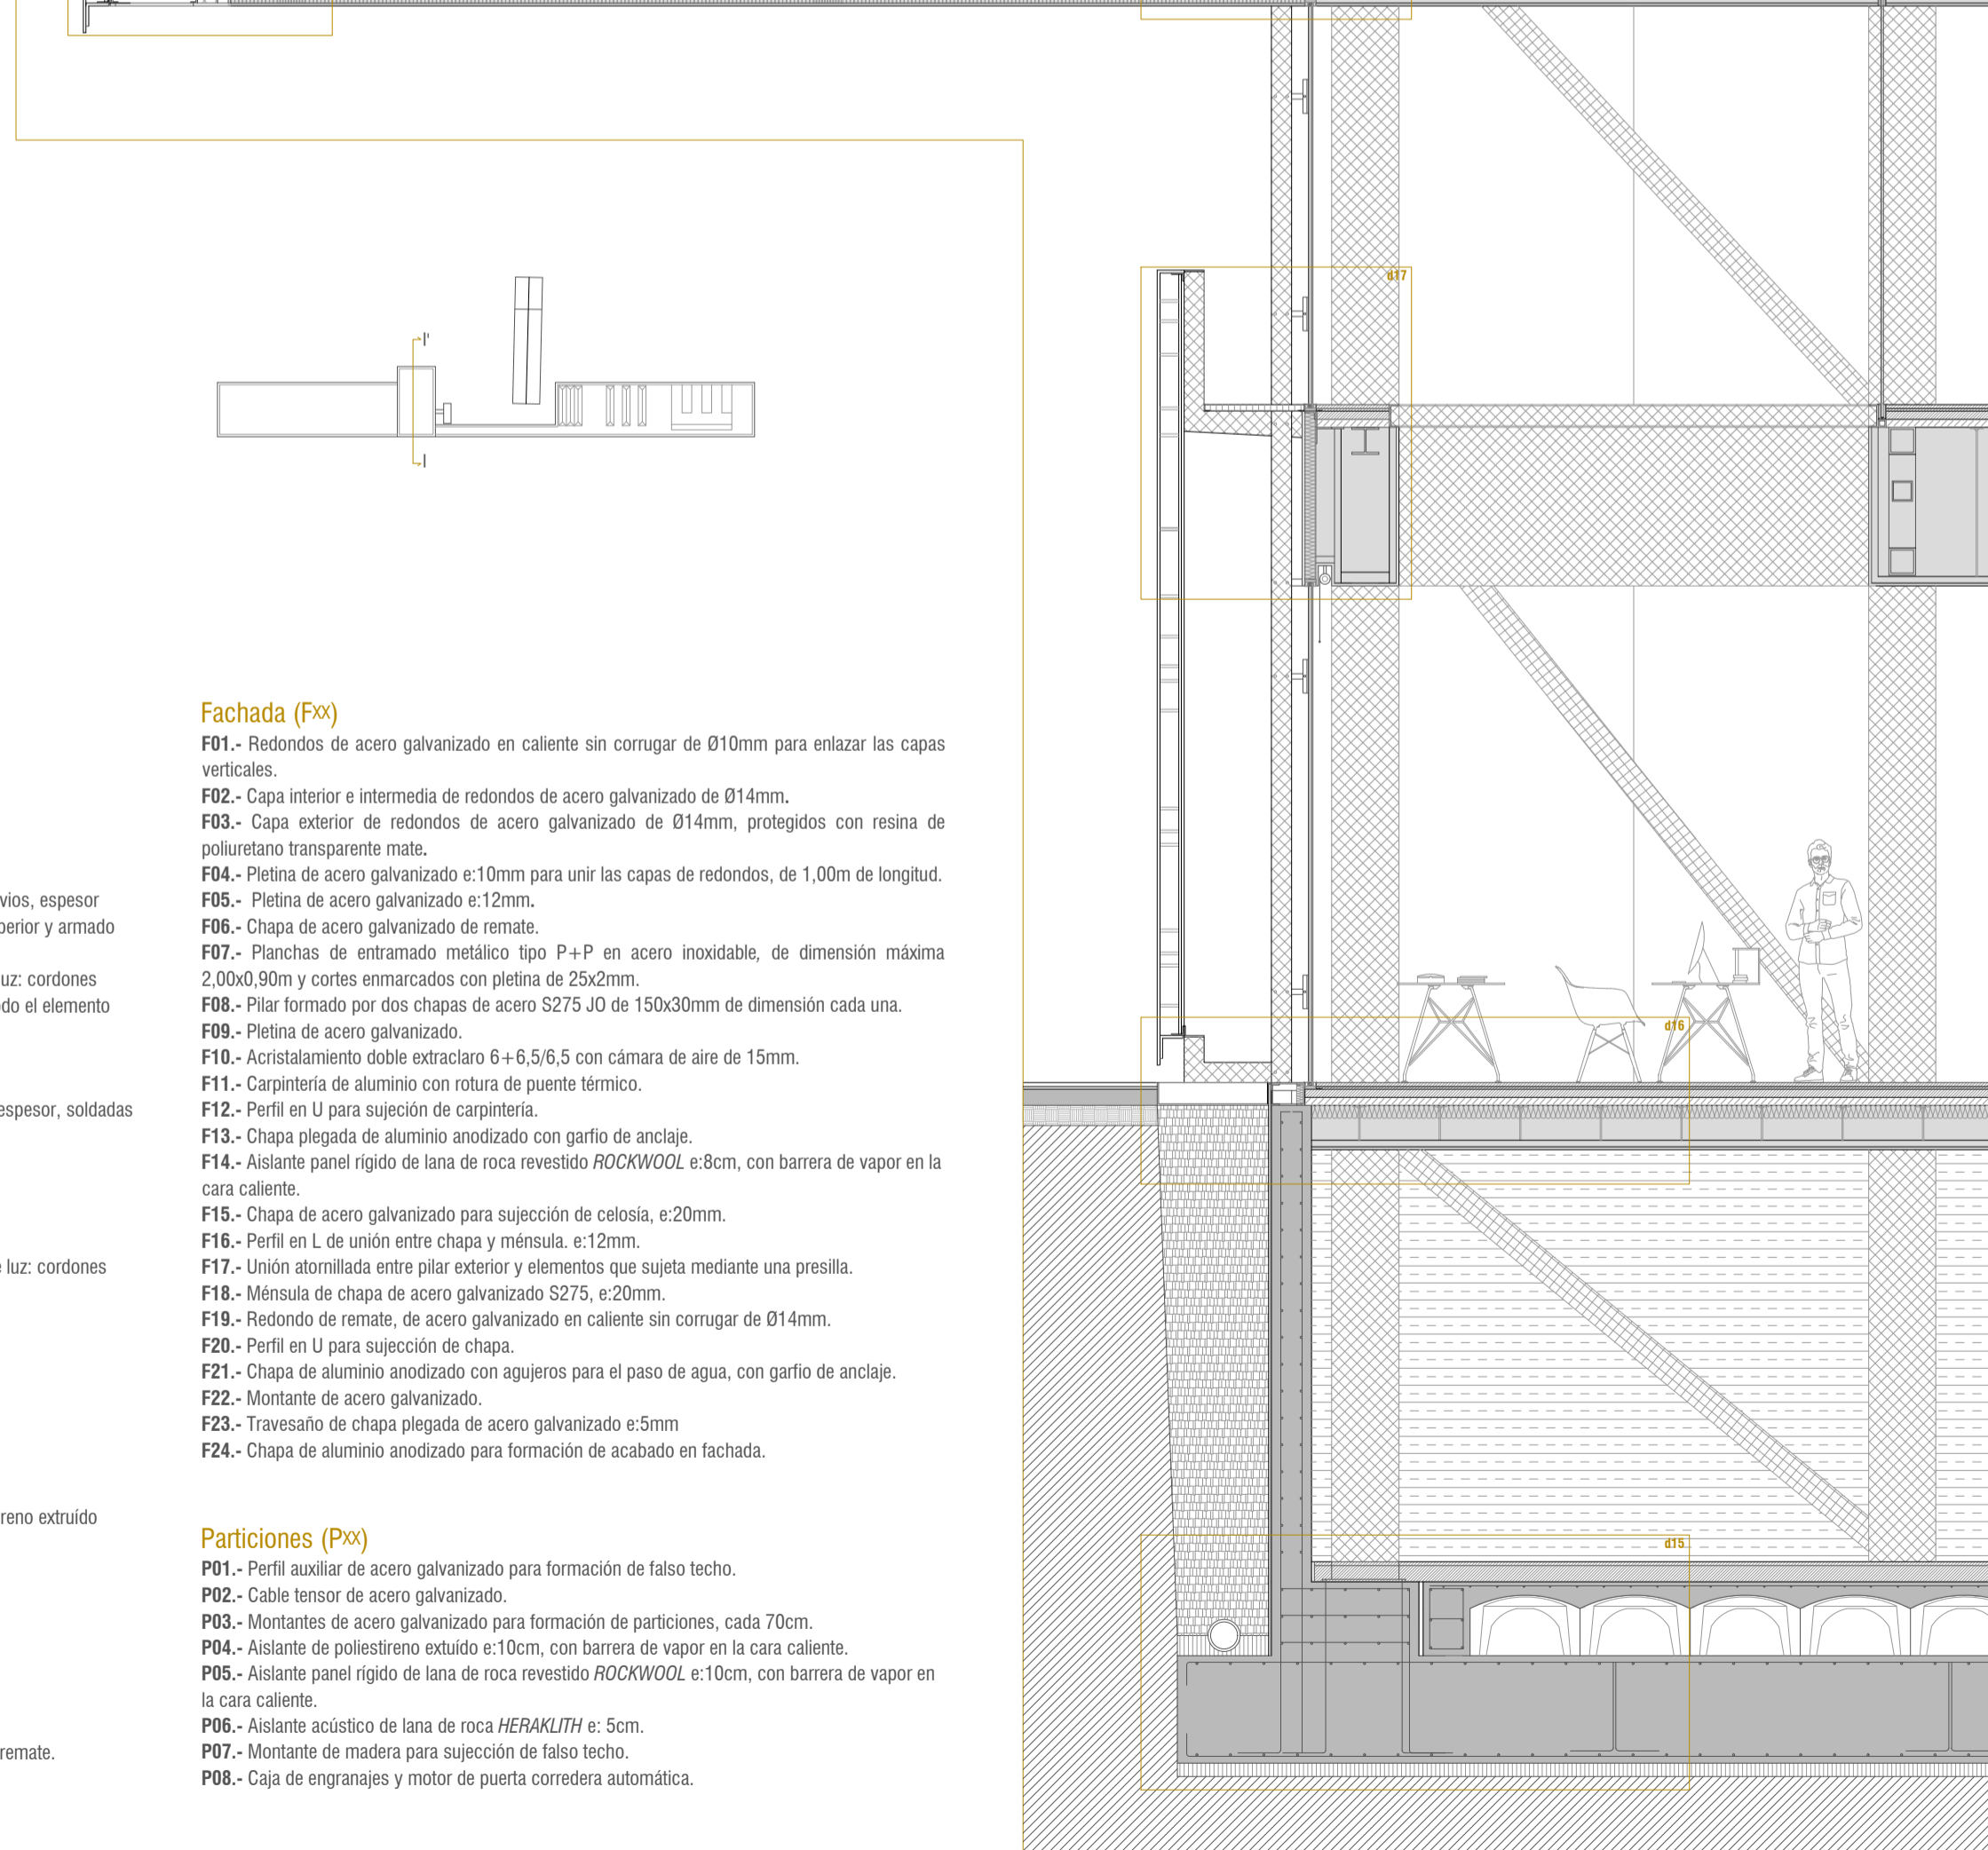 I'
I
vios, espesor
perior y armado
uz: cordones
do el elemento
espesor, soldadas
luz: cordones
reno extruído
remate.
Fachada (FXX)
F01.- Redondos de acero galvanizado en caliente sin corrugar de Ø10mm para enlazar las capas
verticales.
F02.- Capa interior e intermedia de redondos de acero galvanizado de Ø14mm.
F03.- Capa exterior de redondos de acero galvanizado de Ø14mm, protegidos con resina de
poliuretano transparente mate.
F04.- Pletina de acero galvanizado e:10mm para unir las capas de redondos, de 1,00m de longitud.
F05.- Pletina de acero galvanizado e:12mm.
F06.- Chapa de acero galvanizado de remate.
F07.- Planchas de entramado metálico tipo P+P en acero inoxidable, de dimensión máxima
2,00x0,90m y cortes enmarcados con pletina de 25x2mm.
F08.- Pilar formado por dos chapas de acero S275 JO de 150x30mm de dimensión cada una.
F09.- Pletina de acero galvanizado.
F10.- Acristalamiento doble extraclaro 6+6,5/6,5 con cámara de aire de 15mm.
F11.- Carpintería de aluminio con rotura de puente térmico.
F12.- Perfil en U para sujeción de carpintería.
F13.- Chapa plegada de aluminio anodizado con garfio de anclaje.
F14.- Aislante panel rígido de lana de roca revestido ROCKWOOL e:8cm, con barrera de vapor en la
cara caliente.
F15.- Chapa de acero galvanizado para sujección de celosía, e:20mm.
F16.- Perfil en L de unión entre chapa y ménsula. e:12mm.
F17.- Unión atornillada entre pilar exterior y elementos que sujeta mediante una presilla.
F18.- Ménsula de chapa de acero galvanizado S275, e:20mm.
F19.- Redondo de remate, de acero galvanizado en caliente sin corrugar de Ø14mm.
F20.- Perfil en U para sujección de chapa.
F21.- Chapa de aluminio anodizado con agujeros para el paso de agua, con garfio de anclaje.
F22.- Montante de acero galvanizado.
F23.- Travesaño de chapa plegada de acero galvanizado e:5mm
F24.- Chapa de aluminio anodizado para formación de acabado en fachada.
Particiones (PXX)
P01.- Perfil auxiliar de acero galvanizado para formación de falso techo.
P02.- Cable tensor de acero galvanizado.
P03.- Montantes de acero galvanizado para formación de particiones, cada 70cm.
P04.- Aislante de poliestireno extuído e:10cm, con barrera de vapor en la cara caliente.
P05.- Aislante panel rígido de lana de roca revestido ROCKWOOL e:10cm, con barrera de vapor en
la cara caliente.
P06.- Aislante acústico de lana de roca HERAKLITH e: 5cm.
P07.- Montante de madera para sujección de falso techo.
P08.- Caja de engranajes y motor de puerta corredera automática.
d17
d16
d15